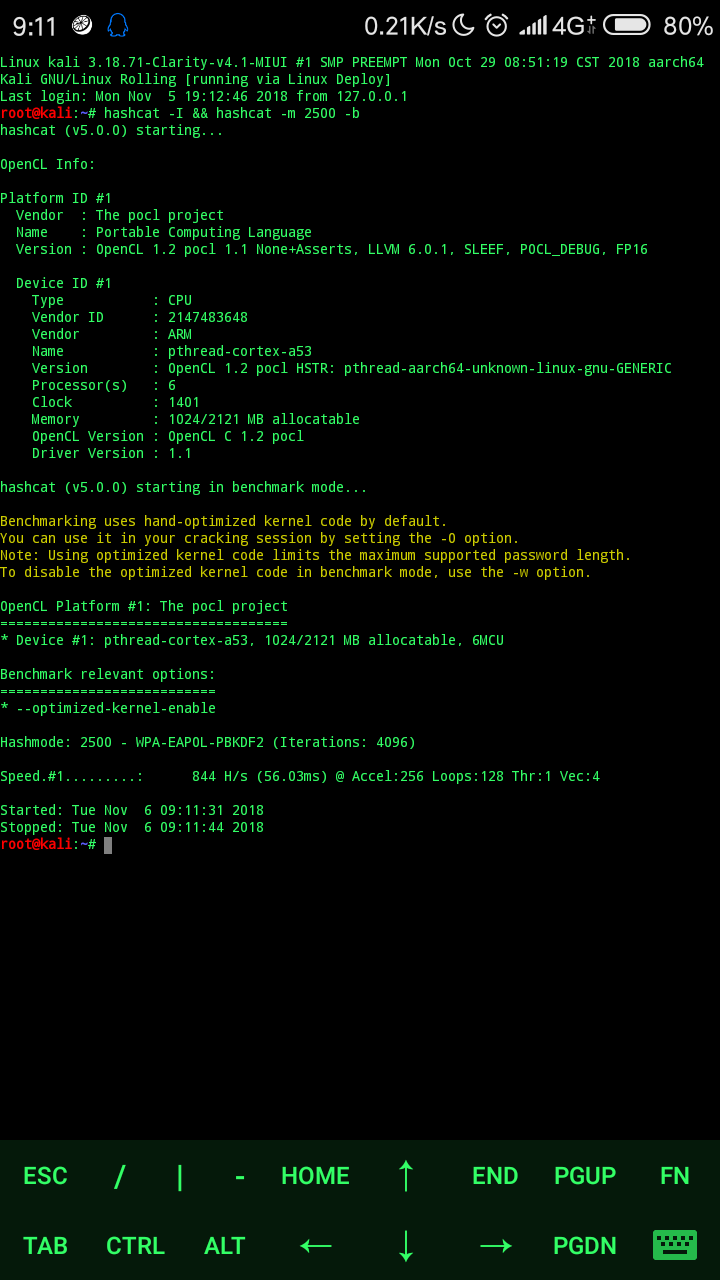 9:11 0.21K/s 4G 80%
Linux kali 3.18.71-Clarity-v4.1-MIUI #1 SMP PREEMPT Mon Oct 29 08:51:19 CST 2018 aarch64
Kali GNU/Linux Rolling [running via Linux Deploy]
Last login: Mon Nov  5 19:12:46 2018 from 127.0.0.1
root@kali:~# hashcat -I && hashcat -m 2500 -b
hashcat (v5.0.0) starting...
OpenCL Info:
Platform ID #1
  Vendor  : The pocl project
  Name    : Portable Computing Language
  Version : OpenCL 1.2 pocl 1.1 None+Asserts, LLVM 6.0.1, SLEEF, POCL_DEBUG, FP16
  Device ID #1
    Type           : CPU
    Vendor ID      : 2147483648
    Vendor         : ARM
    Name           : pthread-cortex-a53
    Version        : OpenCL 1.2 pocl HSTR: pthread-aarch64-unknown-linux-gnu-GENERIC
    Processor(s)   : 6
    Clock          : 1401
    Memory         : 1024/2121 MB allocatable
    OpenCL Version : OpenCL C 1.2 pocl
    Driver Version : 1.1
hashcat (v5.0.0) starting in benchmark mode...
Benchmarking uses hand-optimized kernel code by default.
You can use it in your cracking session by setting the -O option.
Note: Using optimized kernel code limits the maximum supported password length.
To disable the optimized kernel code in benchmark mode, use the -w option.
OpenCL Platform #1: The pocl project
====================================
* Device #1: pthread-cortex-a53, 1024/2121 MB allocatable, 6MCU
Benchmark relevant options:
===========================
* --optimized-kernel-enable
Hashmode: 2500 - WPA-EAPOL-PBKDF2 (Iterations: 4096)
Speed.#1.........:      844 H/s (56.03ms) @ Accel:256 Loops:128 Thr:1 Vec:4
Started: Tue Nov  6 09:11:31 2018
Stopped: Tue Nov  6 09:11:44 2018
root@kali:~#
ESC / | - HOME ↑ END PGUP FN
TAB CTRL ALT ← ↓ → PGDN